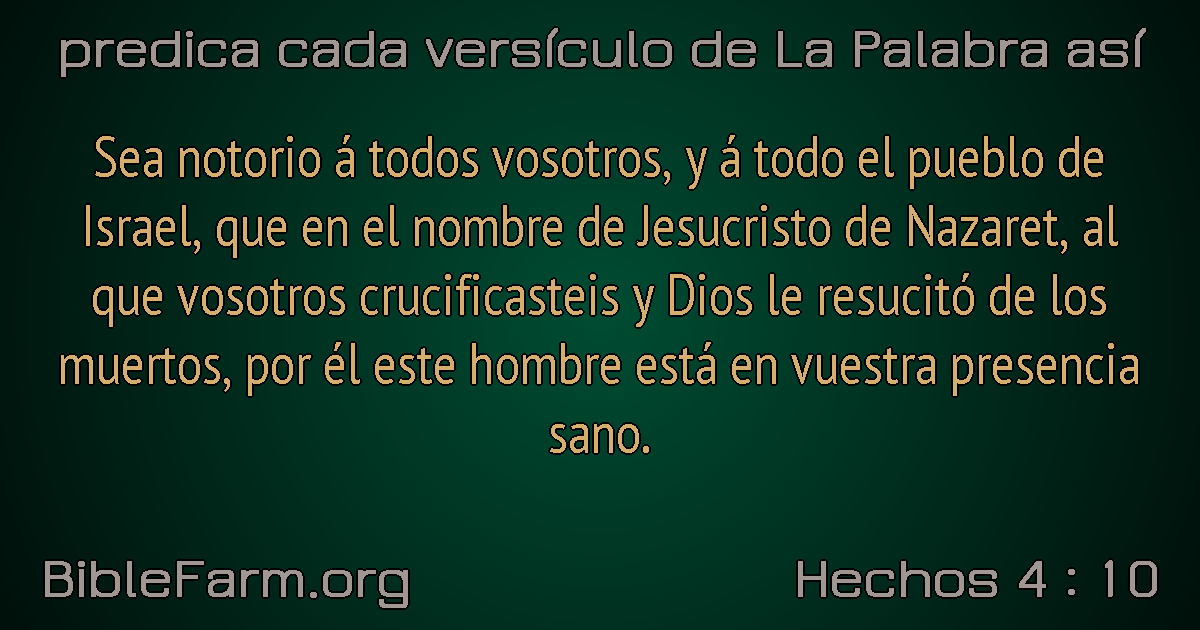 predica cada versículo de La Palabra así
Sea notorio á todos vosotros, y á todo el pueblo de
Israel, que en el nombre de Jesucristo de Nazaret, al
que vosotros crucificasteis y Dios le resucitó de los
muertos, por él este hombre está en vuestra presencia
sano.
BibleFarm.org
Hechos 4 : 10